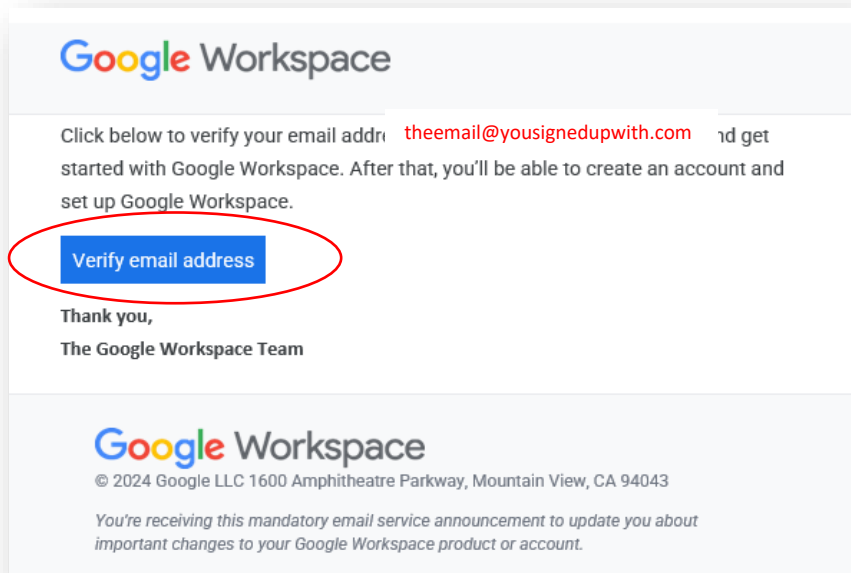 Google Workspace
Click below to verify your email addr theemail@yousignedupwith.com nd get
started with Google Workspace. After that, you'll be able to create an account and
set up Google Workspace.
Verify email address
Thank you,
The Google Workspace Team
Google Workspace
© 2024 Google LLC 1600 Amphitheatre Parkway, Mountain View, CA 94043
You're receiving this mandatory email service announcement to update you about
important changes to your Google Workspace product or account.